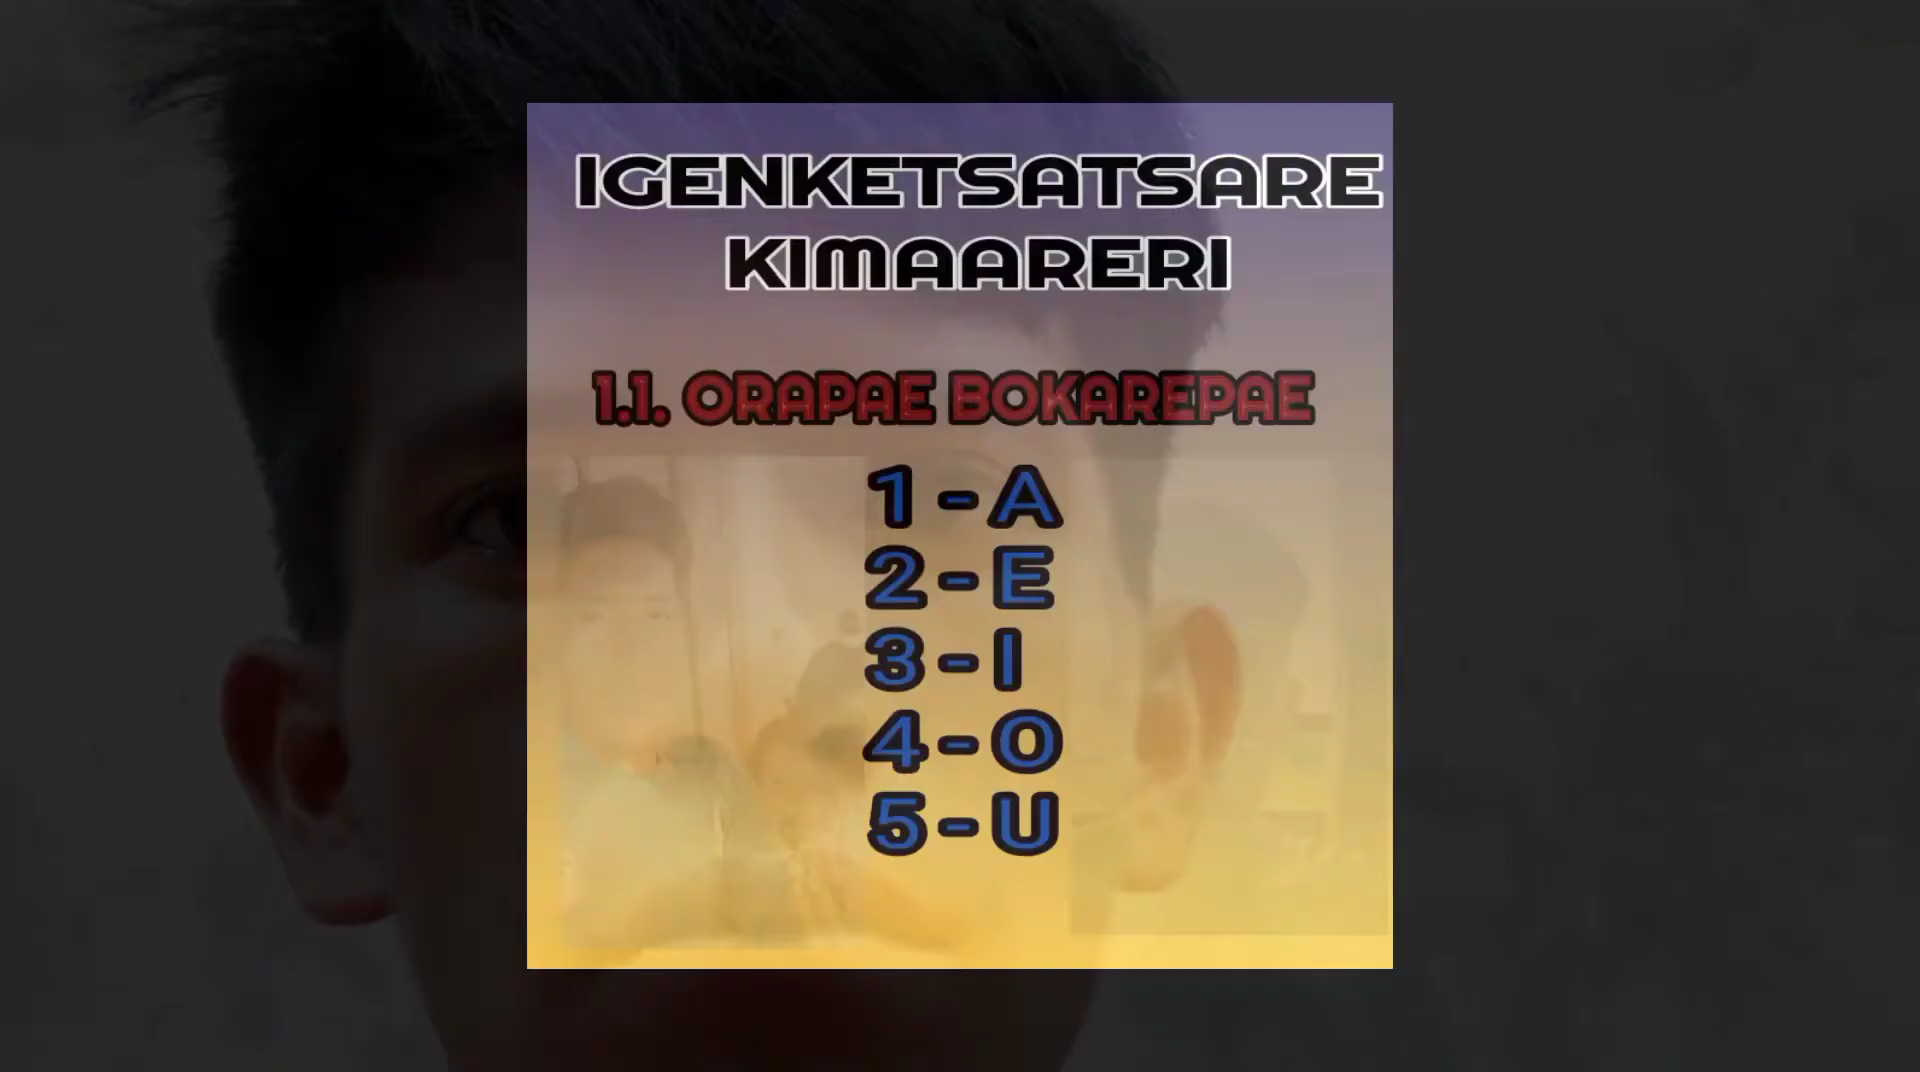 IGENKETSATSARE
KIMAARERI
1.1. ORAPAE BOKAREPAE
1 - A
2 - E
3 - I
4 - O
5 - U